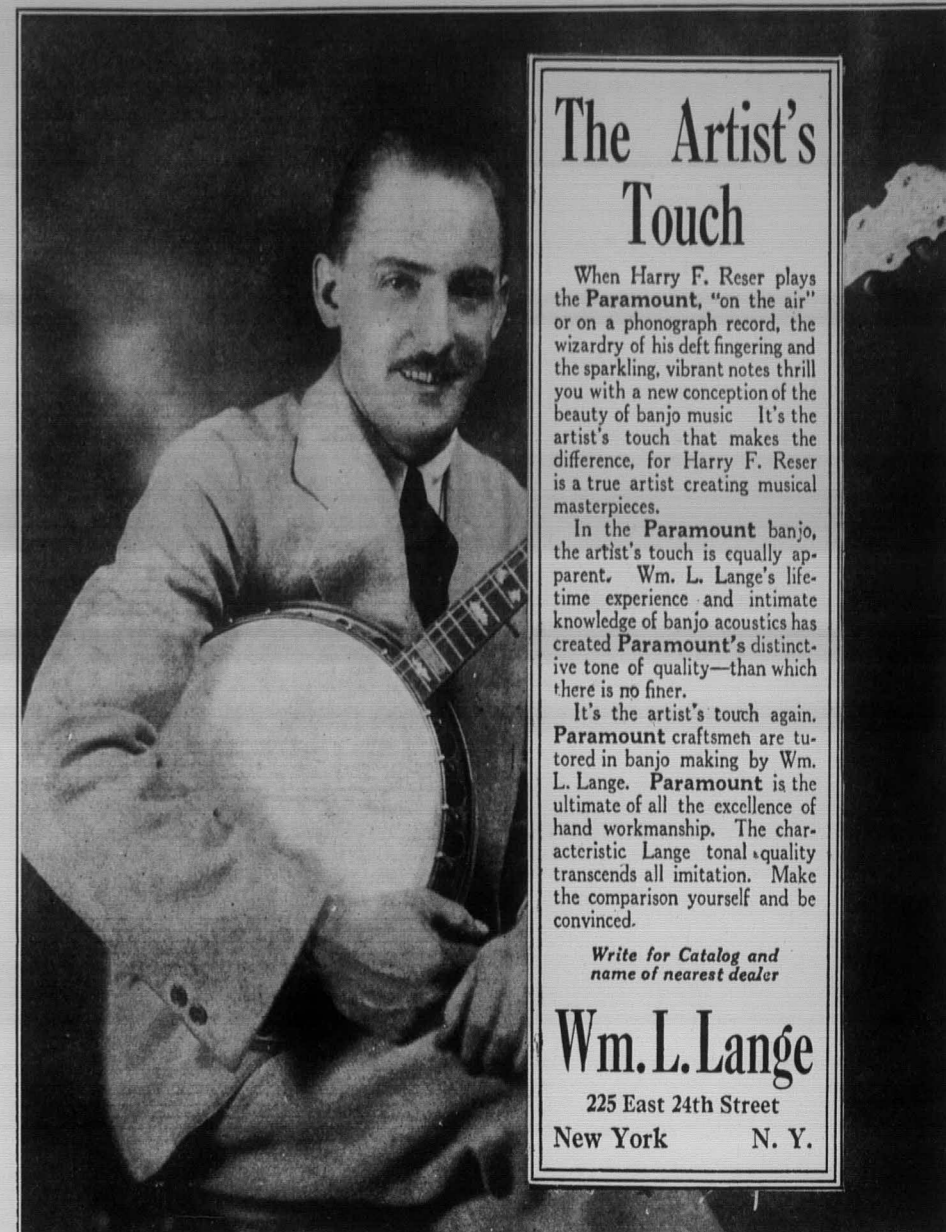 The Artist's
Touch
When Harry F. Reser plays
the Paramount, "on the air"
or on a phonograph record, the
wizardry of his deft fingering and
the sparkling, vibrant notes thrill
you with a new conception of the
beauty of banjo music It's the
artist's touch that makes the
difference, for Harry F. Reser
is a true artist creating musical
masterpieces.
In the Paramount banjo,
the artist's touch is equally ap-
parent. Wm. L. Lange's life-
time experience and intimate
knowledge of banjo acoustics has
created Paramount's distinct-
ive tone of quality—than which
there is no finer.
It's the artist's touch again.
Paramount craftsmen are tu-
tored in banjo making by Wm.
L. Lange. Paramount is the
ultimate of all the excellence of
hand workmanship. The char-
acteristic Lange tonal quality
transcends all imitation. Make
the comparison yourself and be
convinced.
Write for Catalog and
name of nearest dealer
Wm. L. Lange
225 East 24th Street
New York N. Y.